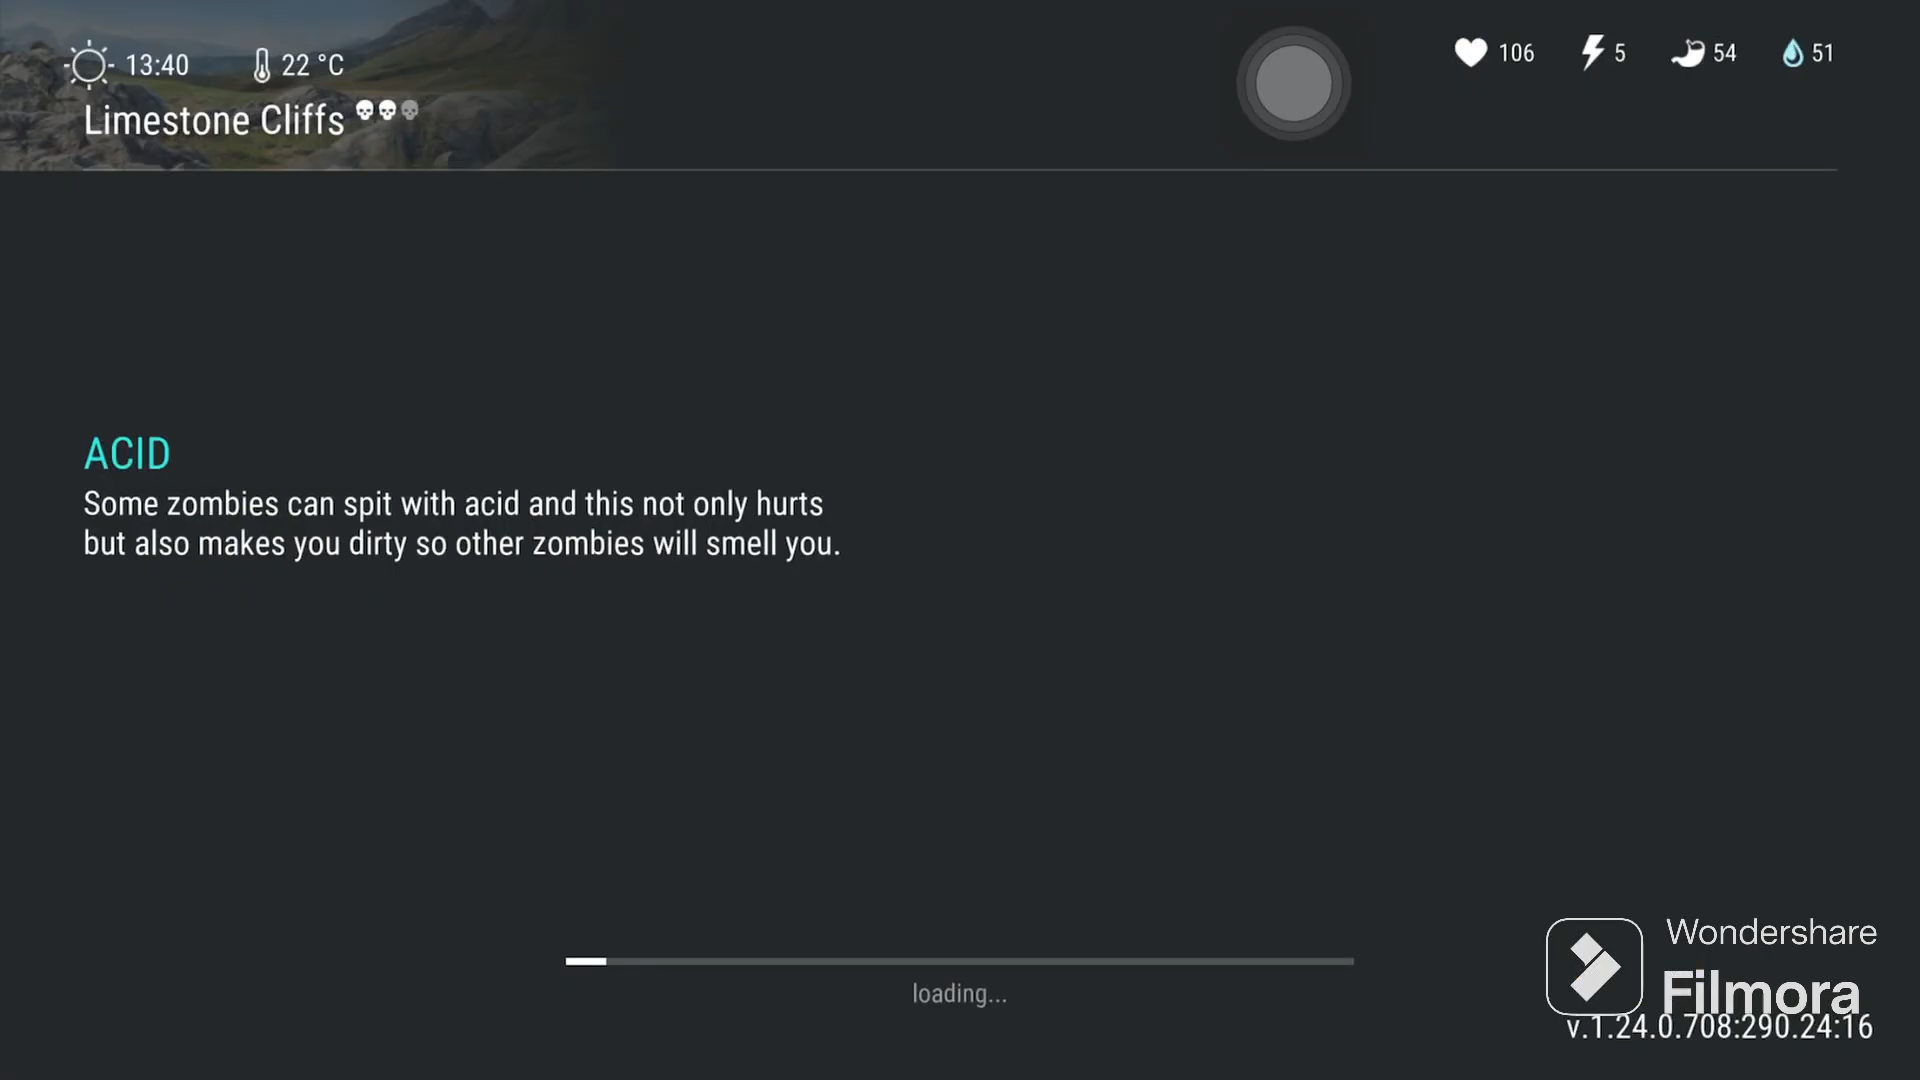 13:40 22 °C
106 5 54 51
Limestone Cliffs
ACID
Some zombies can spit with acid and this not only hurts
but also makes you dirty so other zombies will smell you.
loading...
Wondershare
Filmora
v.1.24.0.708:290.24:16